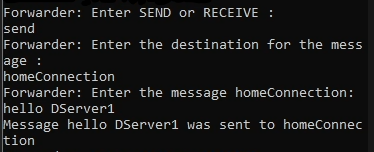 Forwarder: Enter SEND or RECEIVE :
send
Forwarder: Enter the destination for the mess
age :
homeConnection
Forwarder: Enter the message homeConnection:
hello DServer1
Message hello DServer1 was sent to homeConnec
tion